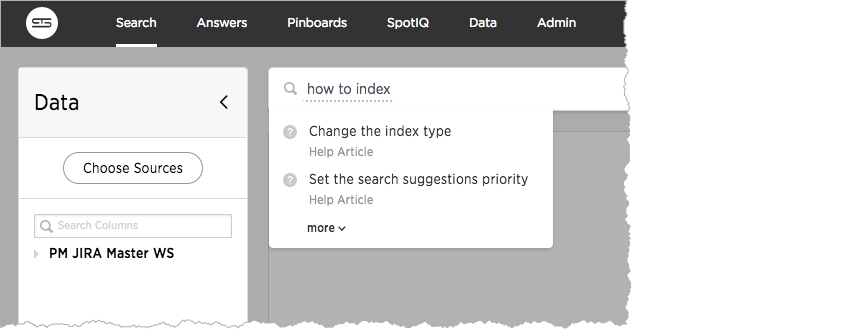 Search Answers Pinboards SpotIQ Data Admin
Data
Choose Sources
Search Columns
PM JIRA Master WS
how to index
Change the index type
Help Article
Set the search suggestions priority
Help Article
more